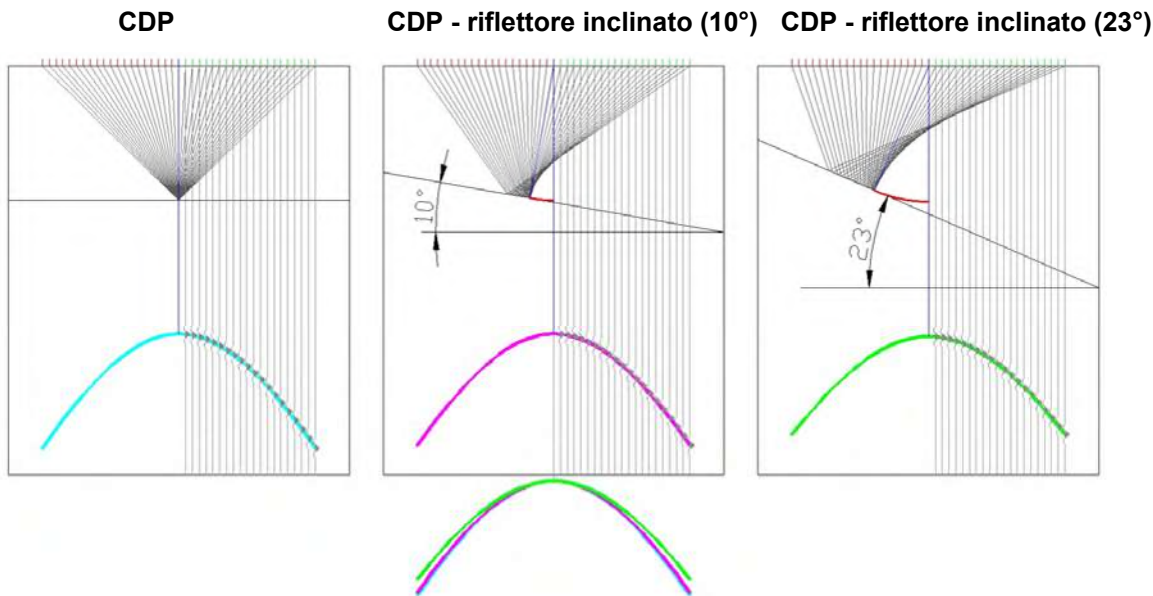 CDP
CDP - riflettore inclinato (10°)
CDP - riflettore inclinato (23°)
10°
23°